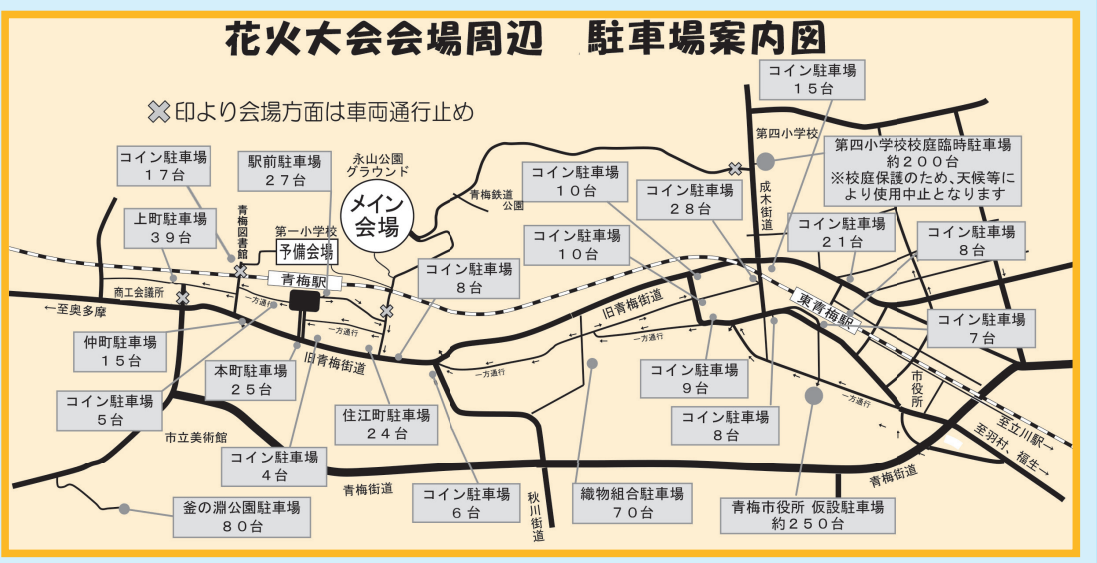 花火大会会場周辺　駐車場案内図
印より会場方面は車両通行止め
コイン駐車場
１５台
第四小学校
第四小学校校庭臨時駐車場
約２００台
※校庭保護のため、天候等に
より使用中止となります
コイン駐車場
１７台
駅前駐車場
２７台
永山公園
グラウンド
メイン
会場
青梅鉄道
公園
コイン駐車場
１０台
コイン駐車場
２８台
成木街道
上町駐車場
３９台
青梅図書館
第一小学校
予備会場
コイン駐車場
１０台
コイン駐車場
２１台
コイン駐車場
８台
青梅駅
コイン駐車場
８台
商工会議所
←至奥多摩
一方通行
一方通行
旧青梅街道
旧青梅街道
一方通行
東青梅駅
コイン駐車場
７台
仲町駐車場
１５台
本町駐車場
２５台
コイン駐車場
９台
市役所
コイン駐車場
５台
住江町駐車場
２４台
コイン駐車場
８台
一方通行
至立川駅→
至羽村、福生→
市立美術館
コイン駐車場
４台
青梅街道
青梅街道
コイン駐車場
６台
秋川街道
織物組合駐車場
７０台
青梅市役所 仮設駐車場
約２５０台
釜の淵公園駐車場
８０台